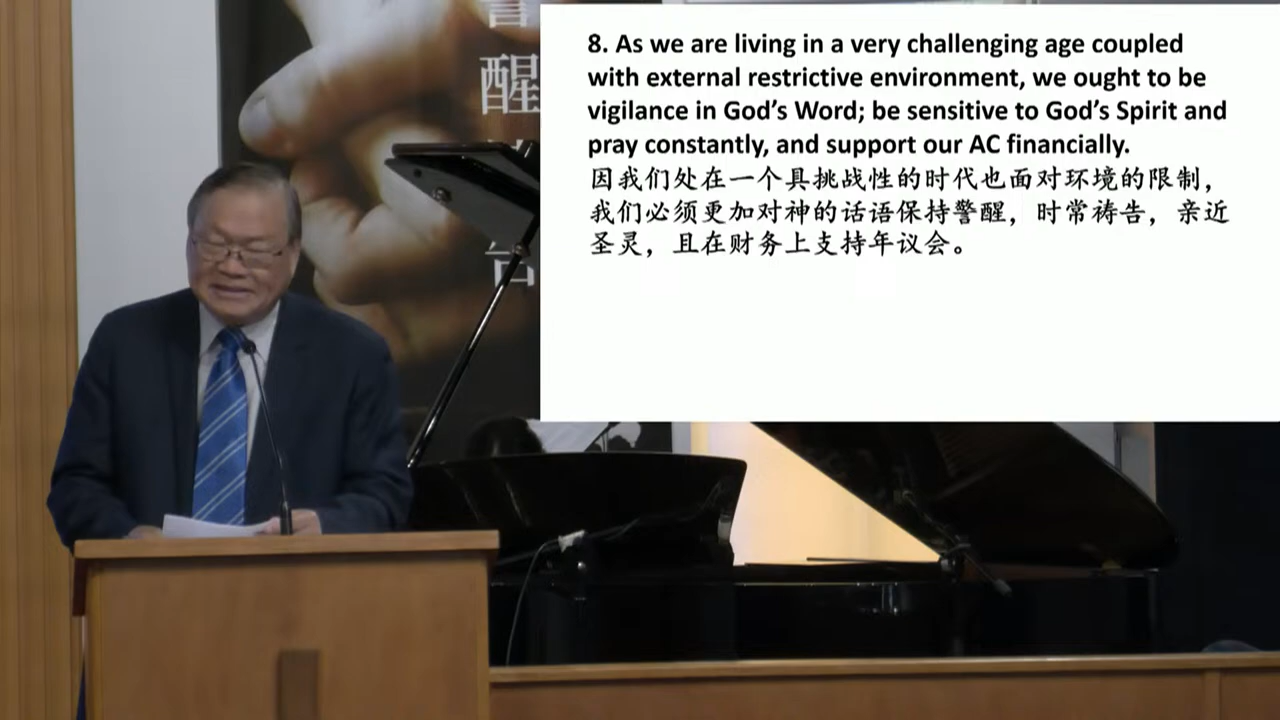 醒
8. As we are living in a very challenging age coupled
with external restrictive environment, we ought to be
vigilance in God's Word; be sensitive to God's Spirit and
pray constantly, and support our AC financially.
因我们处在一个具挑战性的时代也面对环境的限制，
我们必须更加对神的话语保持警醒，时常祷告，亲近
圣灵，且在财务上支持年议会。